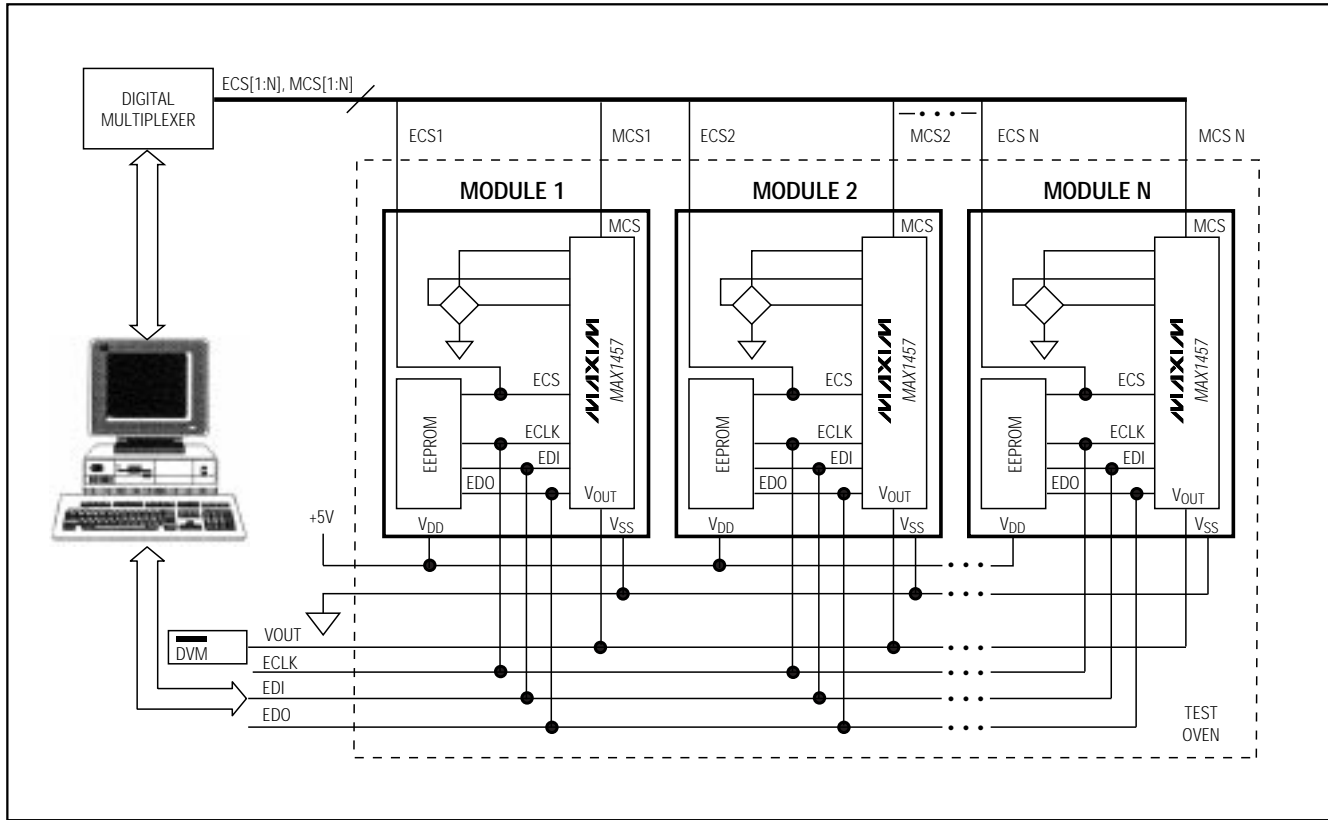 ECS[1:N], MCS[1:N]
DIGITAL
MULTIPLEXER
ECS1
MCS1
ECS2
MCS2
ECS N
MCS N
MODULE 1
MODULE 2
MODULE N
MCS
MCS
MCS
MAXIM
MAX1457
MAXIM
MAX1457
MAXIM
MAX1457
ECS
ECS
ECS
EEPROM
EEPROM
EEPROM
ECLK
ECLK
ECLK
EDI
EDI
EDI
EDO
EDO
EDO
VOUT
VOUT
VOUT
+5V
VDD
VSS
VDD
VSS
VDD
VSS
VOUT
DVM
ECLK
EDI
EDO
TEST
OVEN